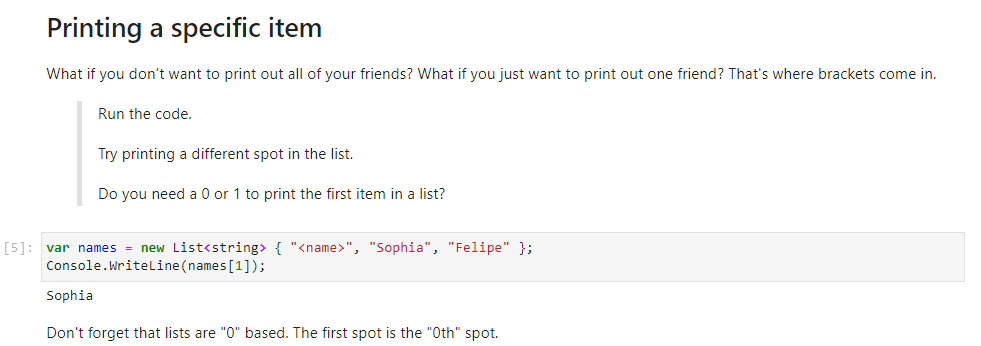 Printing a specific item
What if you don't want to print out all of your friends? What if you just want to print out one friend? That's where brackets come in.
Run the code.
Try printing a different spot in the list.
Do you need a 0 or 1 to print the first item in a list?
[5]: var names = new List<string> { "<name>", "Sophia", "Felipe" };
Console.WriteLine(names[1]);
Sophia
Don't forget that lists are "0" based. The first spot is the "0th" spot.